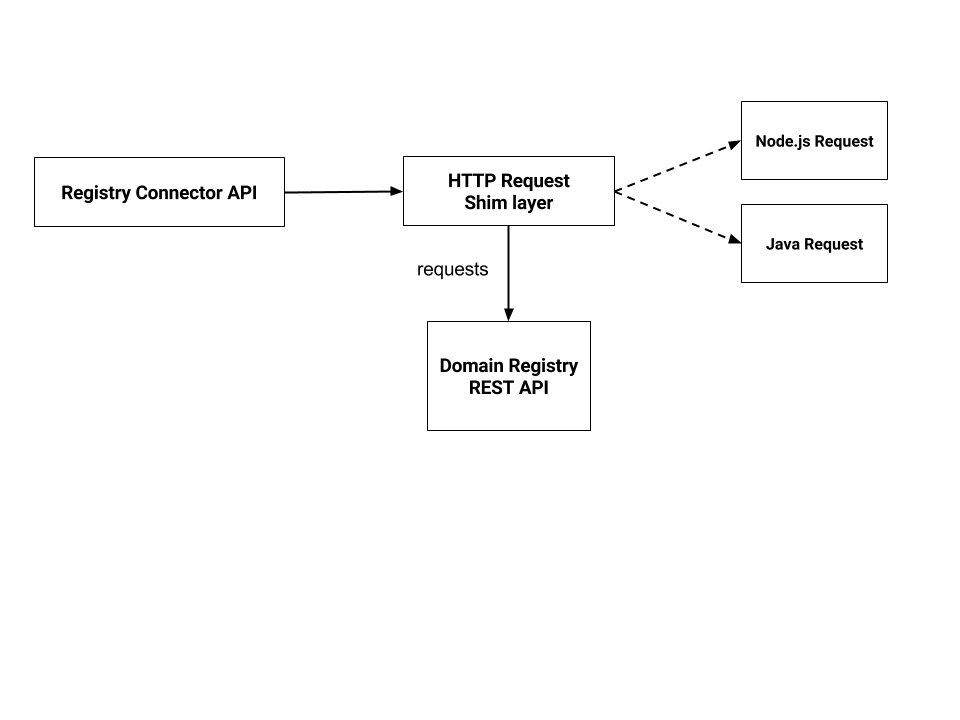 Registry Connector API
HTTP Request
Shim layer
Node.js Request
Java Request
requests
Domain Registry
REST API